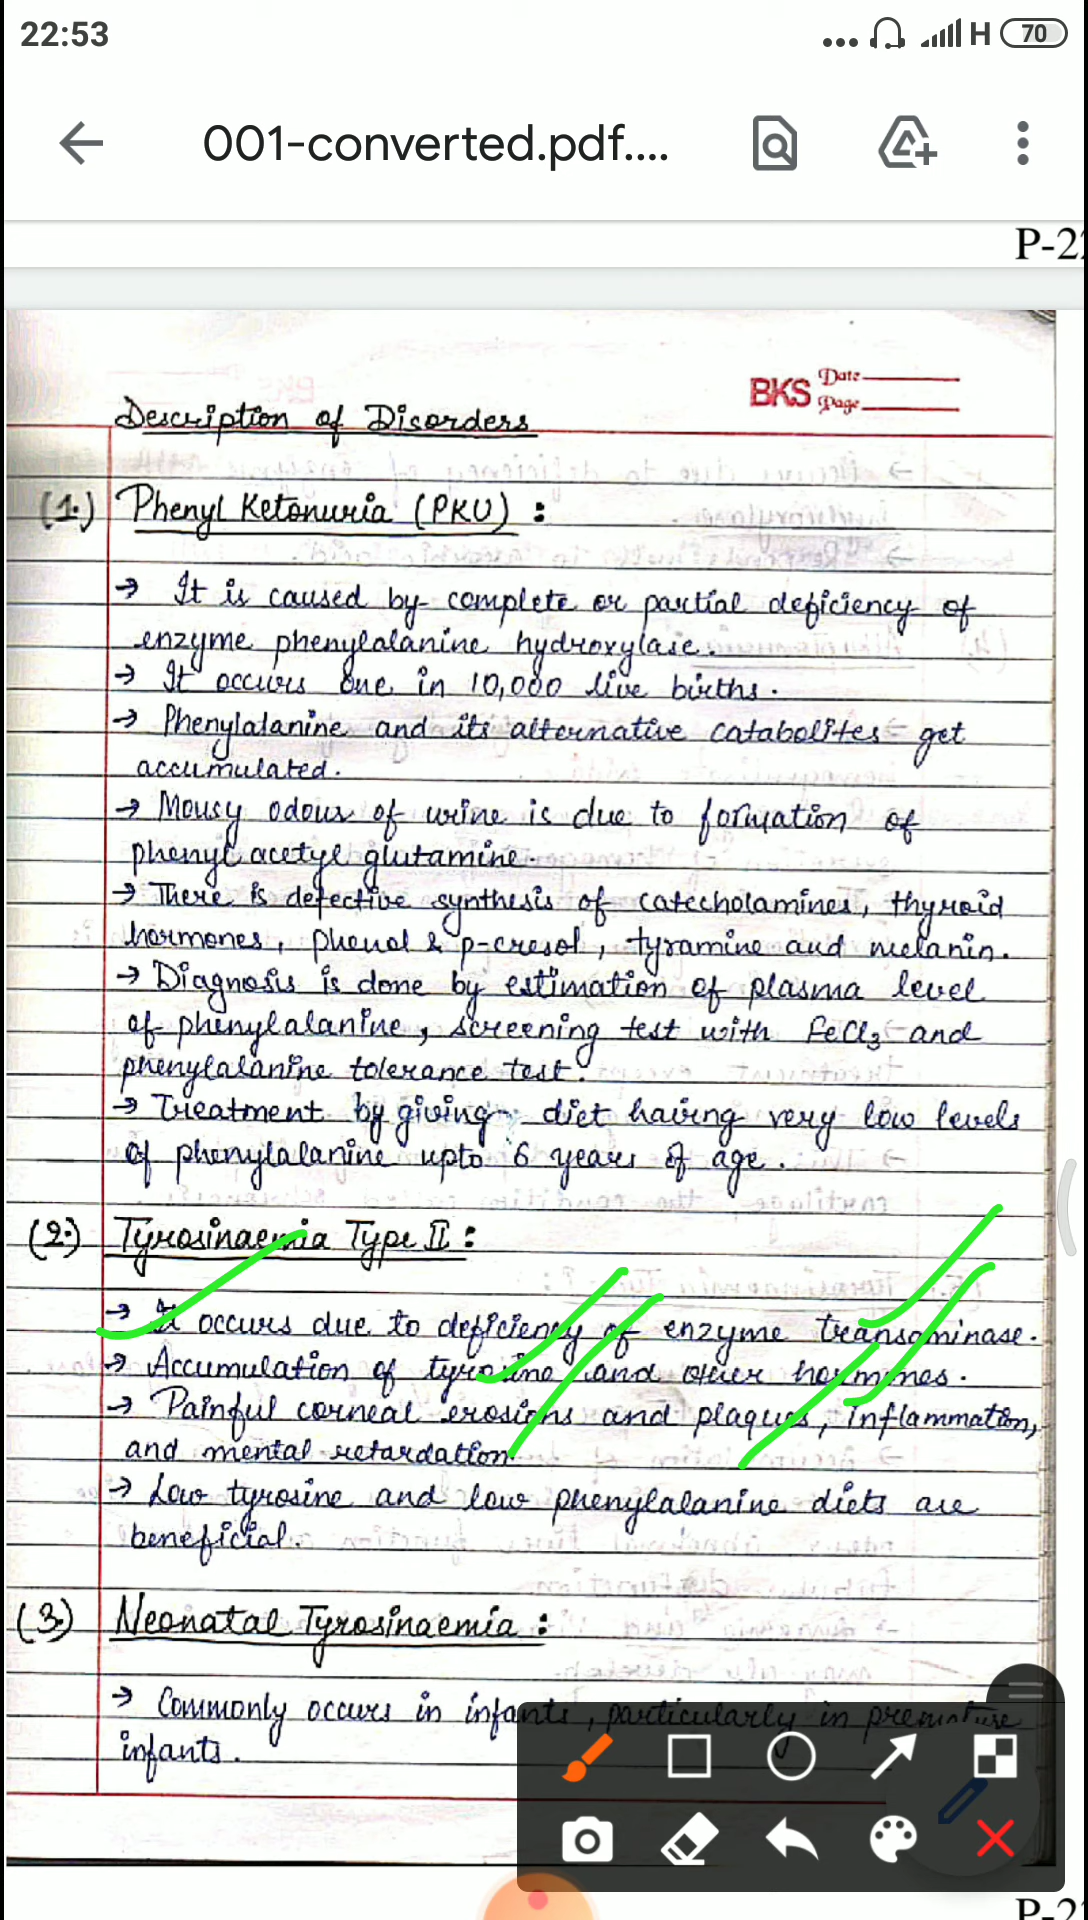 22:53
... H 70
001-converted.pdf....
P-2
BKS Date
Page
Description of Disorders
(1.) Phenyl Ketonuria (PKU) :
→ It is caused by complete or partial deficiency of
enzyme phenylalanine hydroxylase.
→ It occurs one in 10,000 live births.
→ Phenylalanine and its alternative catabolites get
accumulated.
→ Mousy odour of urine is due to formation of
phenyl acetyl glutamine.
→ There is defective synthesis of catecholamines, thyroid
hormones, phenol & p-cresol, tyramine and melanin.
→ Diagnosis is done by estimation of plasma level
of phenylalanine, screening test with FeCl3 and
phenylalanine tolerance test.
→ Treatment by giving diet having very low levels
of phenylalanine upto 6 years of age.
(2.) Tyrosinaemia Type II :
→ It occurs due to deficiency of enzyme transaminase.
→ Accumulation of tyrosine and other hormones.
→ Painful corneal erosions and plaques, inflammation,
and mental retardation.
→ Low tyrosine and low phenylalanine diets are
beneficial.
(3.) Neonatal Tyrosinaemia :
→ Commonly occurs in infants, particularly in premature
infants.
P-2